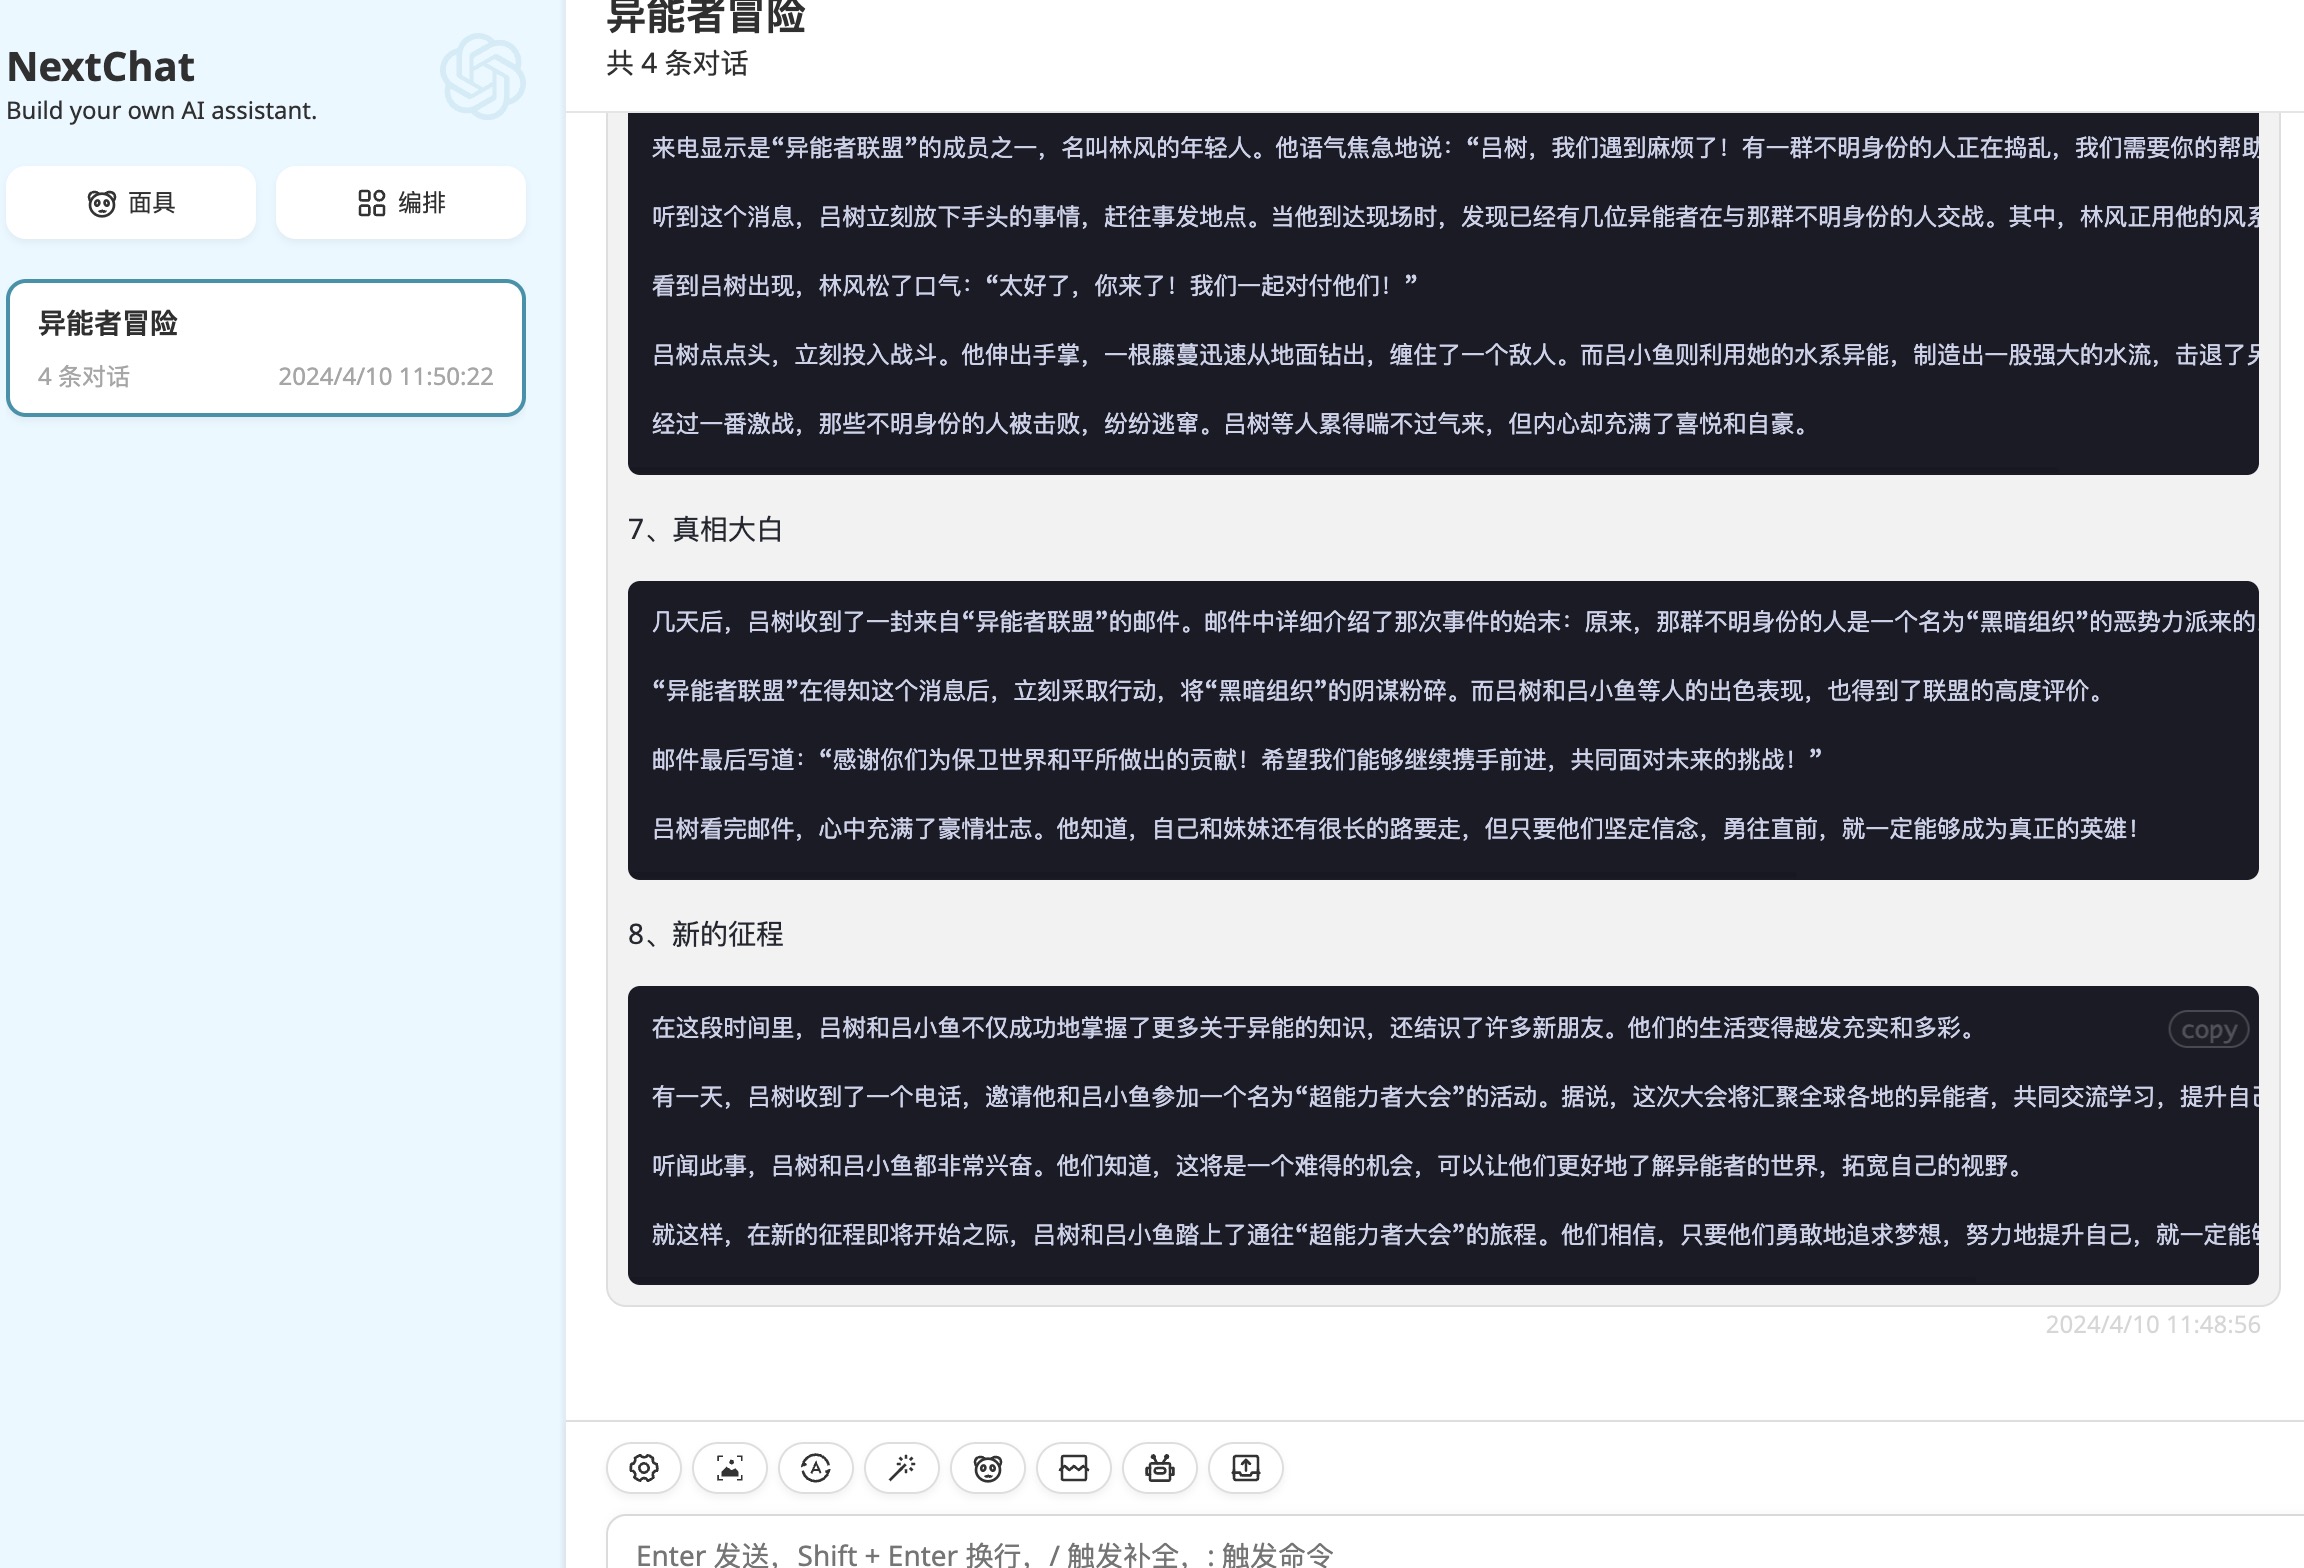 NextChat
Build your own AI assistant.
面具
编排
异能者冒险
4 条对话
2024/4/10 11:50:22
异能者冒险
共 4 条对话
来电显示是“异能者联盟”的成员之一，名叫林风的年轻人。他语气焦急地说：“吕树，我们遇到麻烦了！有一群不明身份的人正在捣乱，我们需要你的帮助
听到这个消息，吕树立刻放下手头的事情，赶往事发地点。当他到达现场时，发现已经有几位异能者在与那群不明身份的人交战。其中，林风正用他的风系
看到吕树出现，林风松了口气：“太好了，你来了！我们一起对付他们！”
吕树点点头，立刻投入战斗。他伸出手掌，一根藤蔓迅速从地面钻出，缠住了一个敌人。而吕小鱼则利用她的水系异能，制造出一股强大的水流，击退了另
经过一番激战，那些不明身份的人被击败，纷纷逃窜。吕树等人累得喘不过气来，但内心却充满了喜悦和自豪。
7、真相大白
几天后，吕树收到了一封来自“异能者联盟”的邮件。邮件中详细介绍了那次事件的始末：原来，那群不明身份的人是一个名为“黑暗组织”的恶势力派来的
“异能者联盟”在得知这个消息后，立刻采取行动，将“黑暗组织”的阴谋粉碎。而吕树和吕小鱼等人的出色表现，也得到了联盟的高度评价。
邮件最后写道：“感谢你们为保卫世界和平所做出的贡献！希望我们能够继续携手前进，共同面对未来的挑战！”
吕树看完邮件，心中充满了豪情壮志。他知道，自己和妹妹还有很长的路要走，但只要他们坚定信念，勇往直前，就一定能够成为真正的英雄！
8、新的征程
copy
在这段时间里，吕树和吕小鱼不仅成功地掌握了更多关于异能的知识，还结识了许多新朋友。他们的生活变得越发充实和多彩。
有一天，吕树收到了一个电话，邀请他和吕小鱼参加一个名为“超能力者大会”的活动。据说，这次大会将汇聚全球各地的异能者，共同交流学习，提升自己
听闻此事，吕树和吕小鱼都非常兴奋。他们知道，这将是一个难得的机会，可以让他们更好地了解异能者的世界，拓宽自己的视野。
就这样，在新的征程即将开始之际，吕树和吕小鱼踏上了通往“超能力者大会”的旅程。他们相信，只要他们勇敢地追求梦想，努力地提升自己，就一定能够
2024/4/10 11:48:56
Enter 发送，Shift + Enter 换行，/ 触发补全，: 触发命令